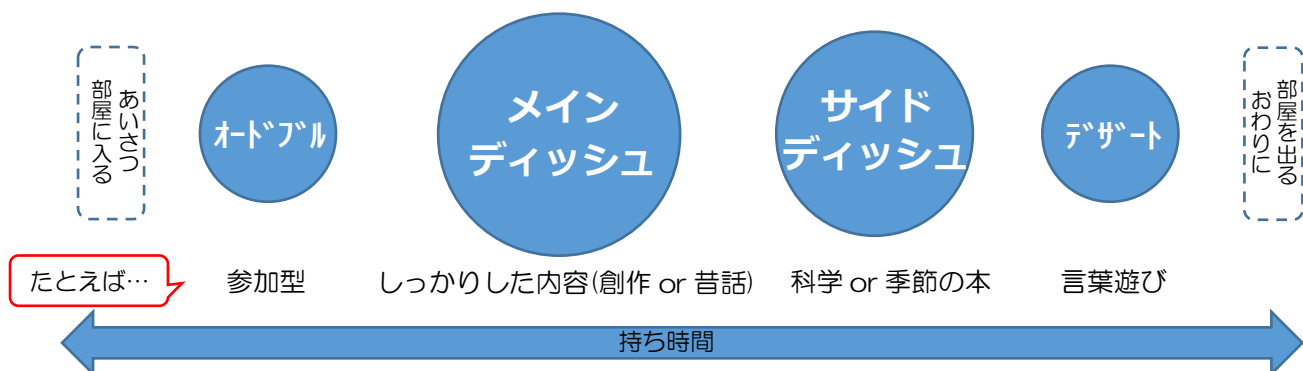 部屋に入る
あいさつ
オードブル
メイン
ディッシュ
サイド
ディッシュ
デザート
部屋を出る
おわりに
たとえば…
参加型
しっかりした内容(創作 or 昔話)
科学 or 季節の本
言葉遊び
持ち時間